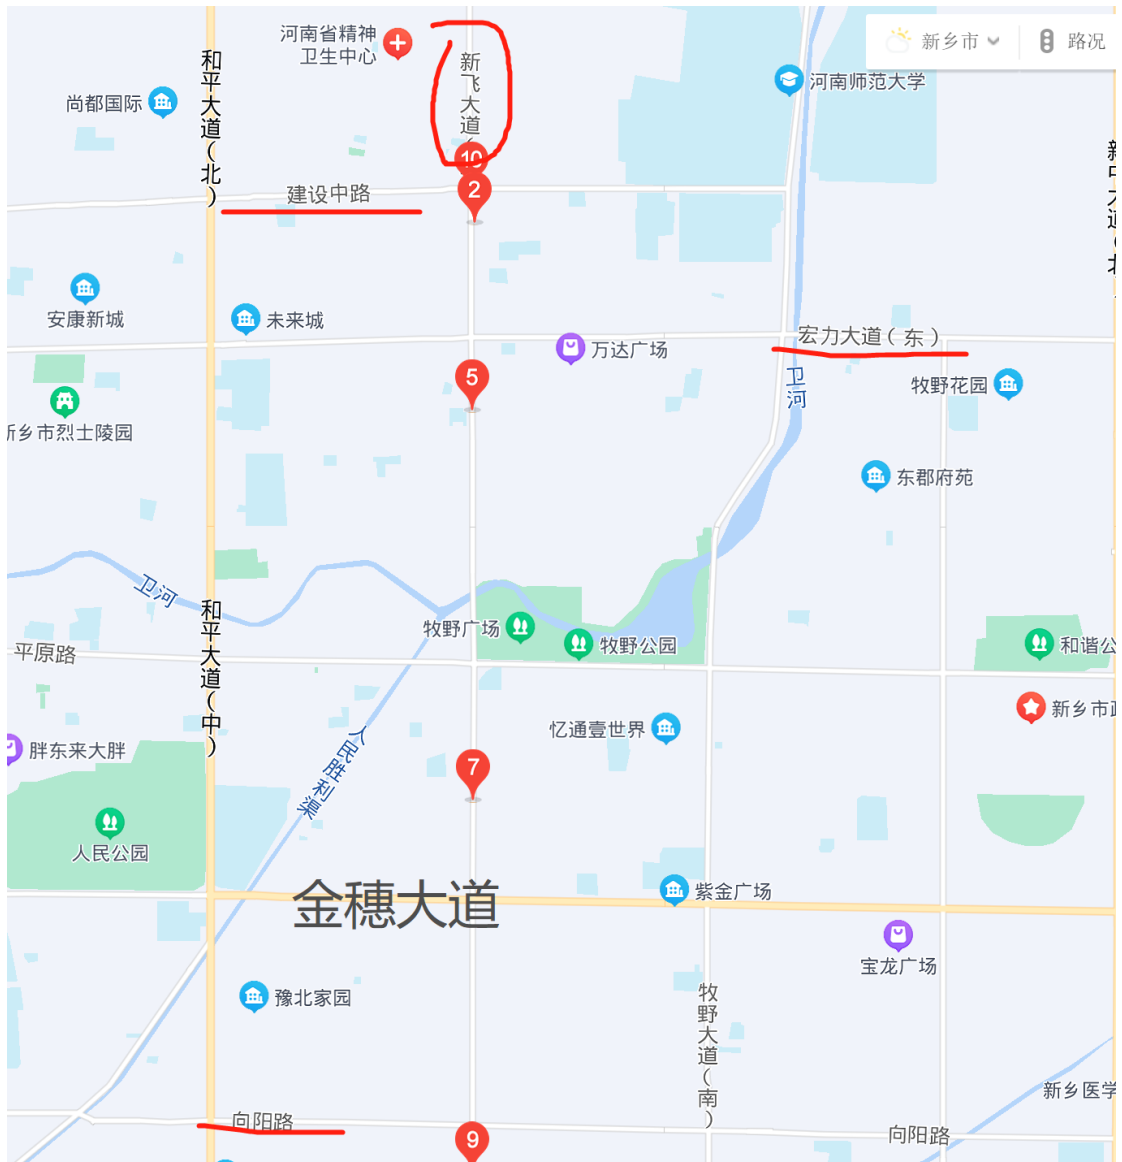 河南省精神
卫生中心
新飞大道(
新乡市
路况
和平大道(北)
尚都国际
河南师范大学
10
2
建设中路
安康新城
未来城
万达广场
宏力大道(东)
卫河
牧野花园
5
新乡市烈士陵园
东郡府苑
卫河
和平大道(中)
牧野广场
牧野公园
平原路
和谐公
忆通壹世界
新乡市政
胖东来大胖
人民胜利渠
7
人民公园
金穗大道
紫金广场
宝龙广场
豫北家园
牧野大道(南)
新乡医学
向阳路
9
向阳路